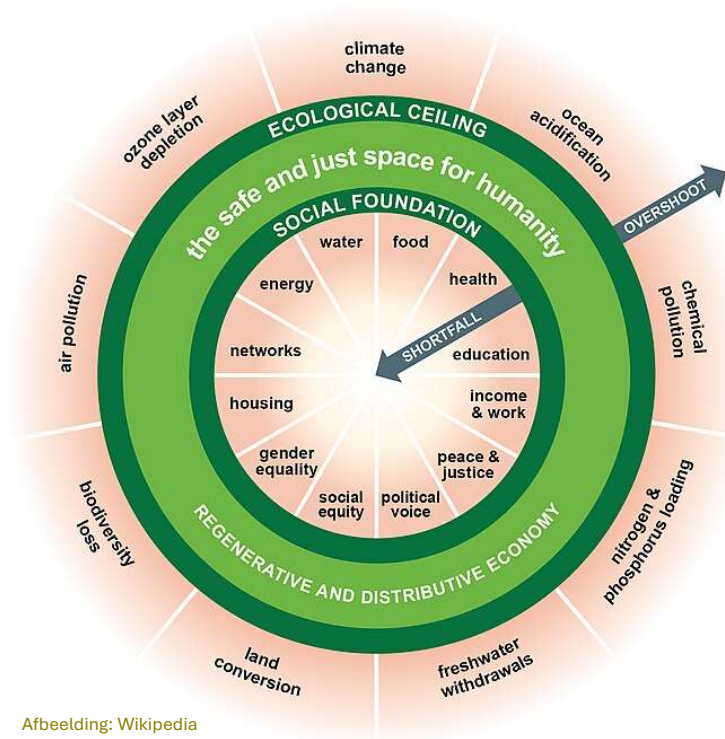 climate
change
ocean
acidification
chemical
pollution
nitrogen &
phosphorus loading
freshwater
withdrawals
land
conversion
biodiversity
loss
air pollution
ozone layer
depletion
OVERSHOOT
ECOLOGICAL CEILING
the safe and just space for humanity
SOCIAL FOUNDATION
water
food
health
SHORTFALL
education
income
& work
peace &
justice
political
voice
social
equity
gender
equality
housing
networks
energy
REGENERATIVE AND DISTRIBUTIVE ECONOMY
Afbeelding: Wikipedia